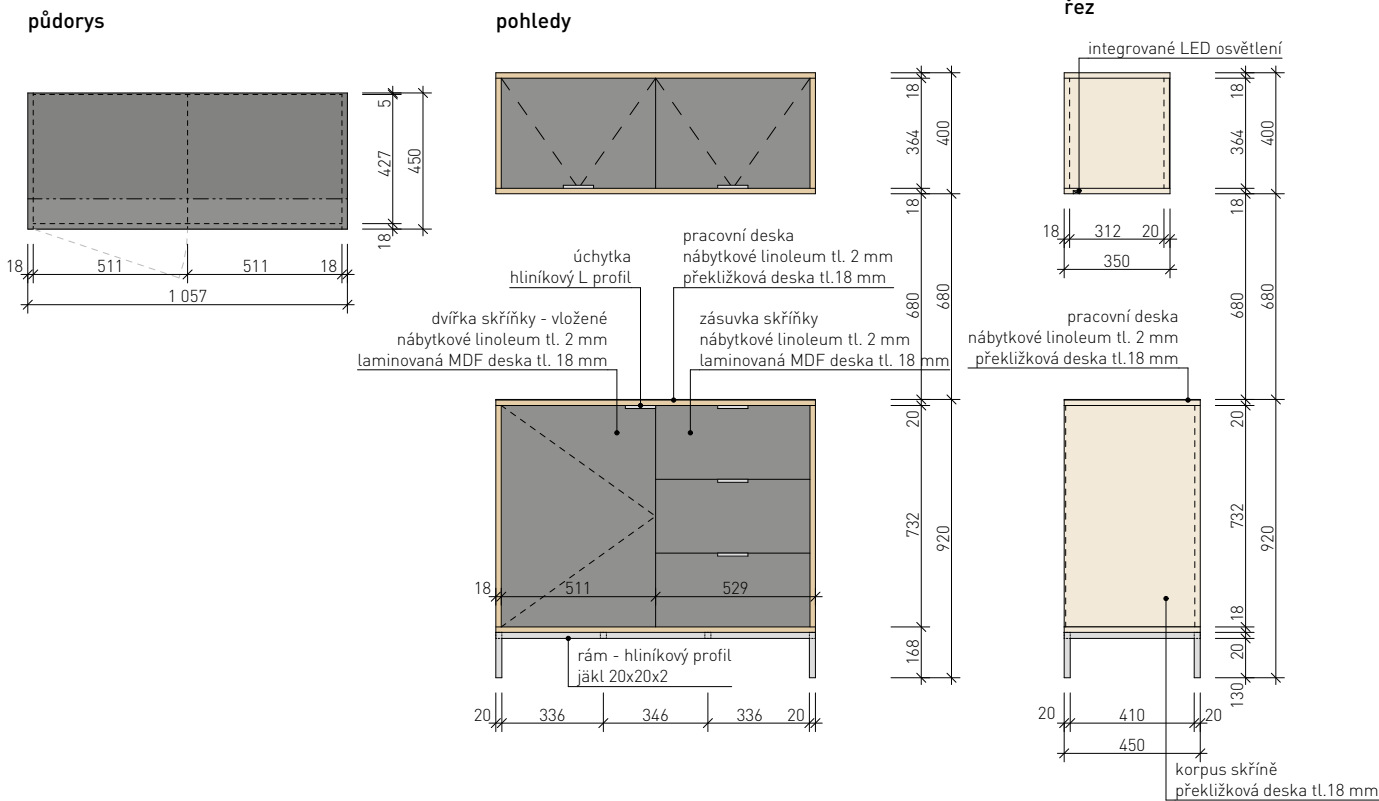 půdorys
5
427
450
18
18
511
511
18
1 057
pohledy
18
364
400
18
680
680
úchytka
hliníkový L profil
pracovní deska
nábytkové linoleum tl. 2 mm
překližková deska tl.18 mm
dvířka skříňky - vložené
nábytkové linoleum tl. 2 mm
laminovaná MDF deska tl. 18 mm
zásuvka skříňky
nábytkové linoleum tl. 2 mm
laminovaná MDF deska tl. 18 mm
20
732
920
168
18
511
529
rám - hliníkový profil
jäkl 20x20x2
20
336
346
336
20
řez
integrované LED osvětlení
18
364
400
18
18
312
20
350
680
680
pracovní deska
nábytkové linoleum tl. 2 mm
překližková deska tl.18 mm
20
732
920
18
20
130
20
410
20
450
korpus skříně
překližková deska tl.18 mm